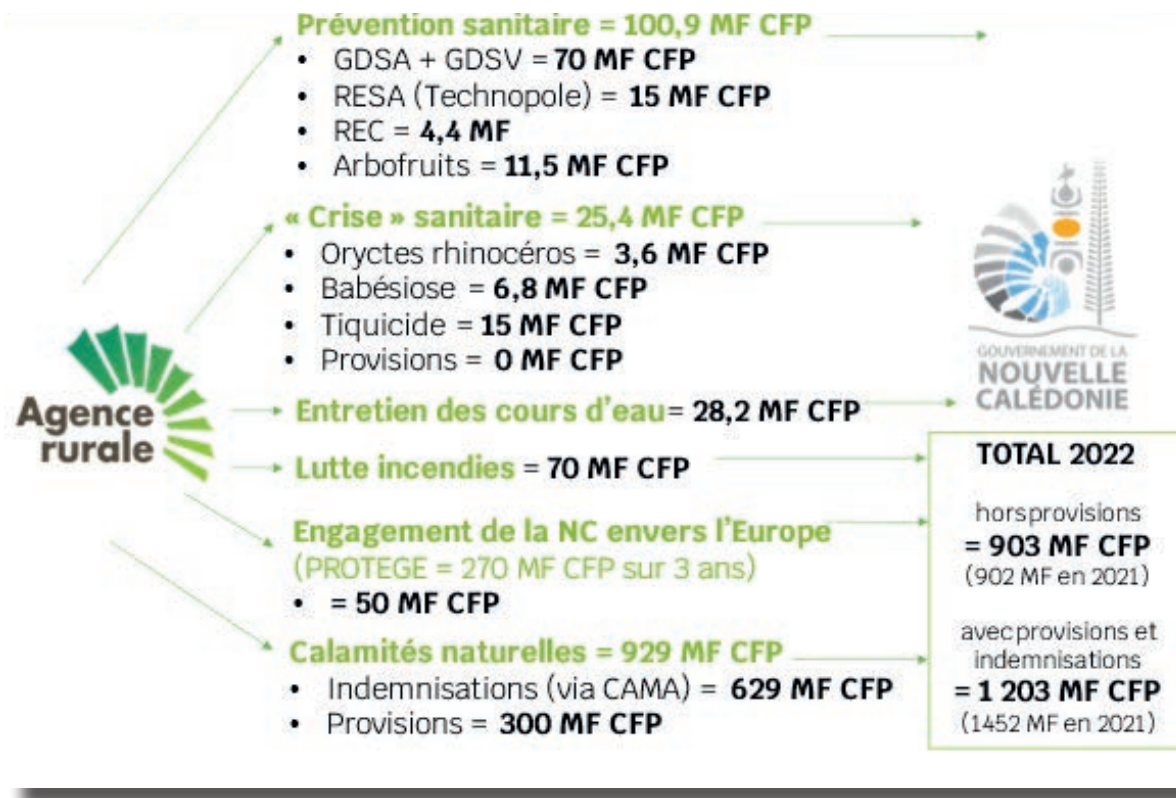 Prévention sanitaire = 100,9 MF CFP
• GDSA + GDSV = 70 MF CFP
• RESA (Technopole) = 15 MF CFP
• REC = 4,4 MF
• Arbofruits = 11,5 MF CFP
« Crise » sanitaire = 25,4 MF CFP
• Oryctes rhinocéros = 3,6 MF CFP
• Babésiose = 6,8 MF CFP
• Tiquicide = 15 MF CFP
• Provisions = 0 MF CFP
Agence
rurale
Entretien des cours d'eau= 28,2 MF CFP
Lutte incendies = 70 MF CFP
Engagement de la NC envers l'Europe
(PROTEGE = 270 MF CFP sur 3 ans)
• = 50 MF CFP
Calamités naturelles = 929 MF CFP
• Indemnisations (via CAMA) = 629 MF CFP
• Provisions = 300 MF CFP
GOUVERNEMENT DE LA
NOUVELLE
CALÉDONIE
TOTAL 2022
hors provisions
= 903 MF CFP
(902 MF en 2021)
avec provisions et
indemnisations
= 1 203 MF CFP
(1452 MF en 2021)